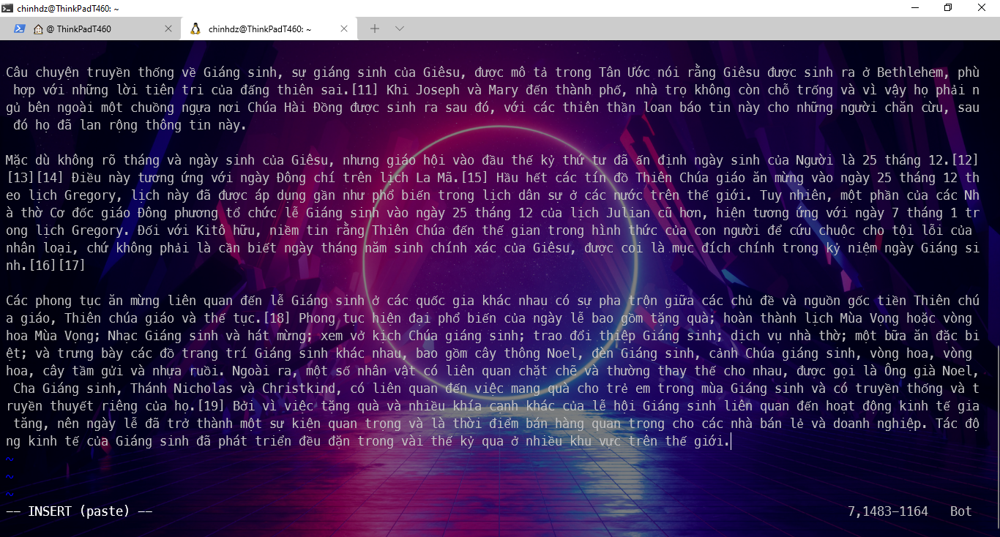 chinhdz@ThinkPadT460: ~
@ ThinkPadT460
chinhdz@ThinkPadT460: ~
Câu chuyện truyền thống về Giáng sinh, sự giáng sinh của Giêsu, được mô tả trong Tân Ước nói rằng Giêsu được sinh ra ở Bethlehem, phù
hợp với những lời tiên tri của đấng thiên sai.[11] Khi Joseph và Mary đến thành phố, nhà trọ không còn chỗ trống và vì vậy họ phải n
gủ bên ngoài một chuồng ngựa nơi Chúa Hài Đồng được sinh ra sau đó, với các thiên thần loan báo tin này cho những người chăn cừu, sau
đó họ đã lan rộng thông tin này.
Mặc dù không rõ tháng và ngày sinh của Giêsu, nhưng giáo hội vào đầu thế kỷ thứ tư đã ấn định ngày sinh của Người là 25 tháng 12.[12]
[13][14] Điều này tương ứng với ngày Đông chí trên lịch La Mã.[15] Hầu hết các tín đồ Thiên Chúa giáo ăn mừng vào ngày 25 tháng 12 th
eo lịch Gregory, lịch này đã được áp dụng gần như phổ biến trong lịch dân sự ở các nước trên thế giới. Tuy nhiên, một phần của các Nh
à thờ Cơ đốc giáo Đông phương tổ chức lễ Giáng sinh vào ngày 25 tháng 12 của lịch Julian cũ hơn, hiện tương ứng với ngày 7 tháng 1 tr
ong lịch Gregory. Đối với Kitô hữu, niềm tin rằng Thiên Chúa đến thế gian trong hình thức của con người để cứu chuộc cho tội lỗi của
nhân loại, chứ không phải là cần biết ngày tháng năm sinh chính xác của Giêsu, được coi là mục đích chính trong kỷ niệm ngày Giáng si
nh.[16][17]
Các phong tục ăn mừng liên quan đến lễ Giáng sinh ở các quốc gia khác nhau có sự pha trộn giữa các chủ đề và nguồn gốc tiền Thiên chú
a giáo, Thiên chúa giáo và thế tục.[18] Phong tục hiện đại phổ biến của ngày lễ bao gồm tặng quà; hoàn thành lịch Mùa Vọng hoặc vòng
hoa Mùa Vọng; Nhạc Giáng sinh và hát mừng; xem vở kịch Chúa giáng sinh; trao đổi thiệp Giáng sinh; dịch vụ nhà thờ; một bữa ăn đặc bi
ệt; và trưng bày các đồ trang trí Giáng sinh khác nhau, bao gồm cây thông Noel, đèn Giáng sinh, cảnh Chúa giáng sinh, vòng hoa, vòng
hoa, cây tầm gửi và nhựa ruồi. Ngoài ra, một số nhân vật có liên quan chặt chẽ và thường thay thế cho nhau, được gọi là Ông già Noel,
Cha Giáng sinh, Thánh Nicholas và Christkind, có liên quan đến việc mang quà cho trẻ em trong mùa Giáng sinh và có truyền thống và t
ruyền thuyết riêng của họ.[19] Bởi vì việc tặng quà và nhiều khía cạnh khác của lễ hội Giáng sinh liên quan đến hoạt động kinh tế gia
tăng, nên ngày lễ đã trở thành một sự kiện quan trọng và là thời điểm bán hàng quan trọng cho các nhà bán lẻ và doanh nghiệp. Tác độ
ng kinh tế của Giáng sinh đã phát triển đều đặn trong vài thế kỷ qua ở nhiều khu vực trên thế giới.
~
~
~
-- INSERT (paste) -- 7,1483-1164 Bot